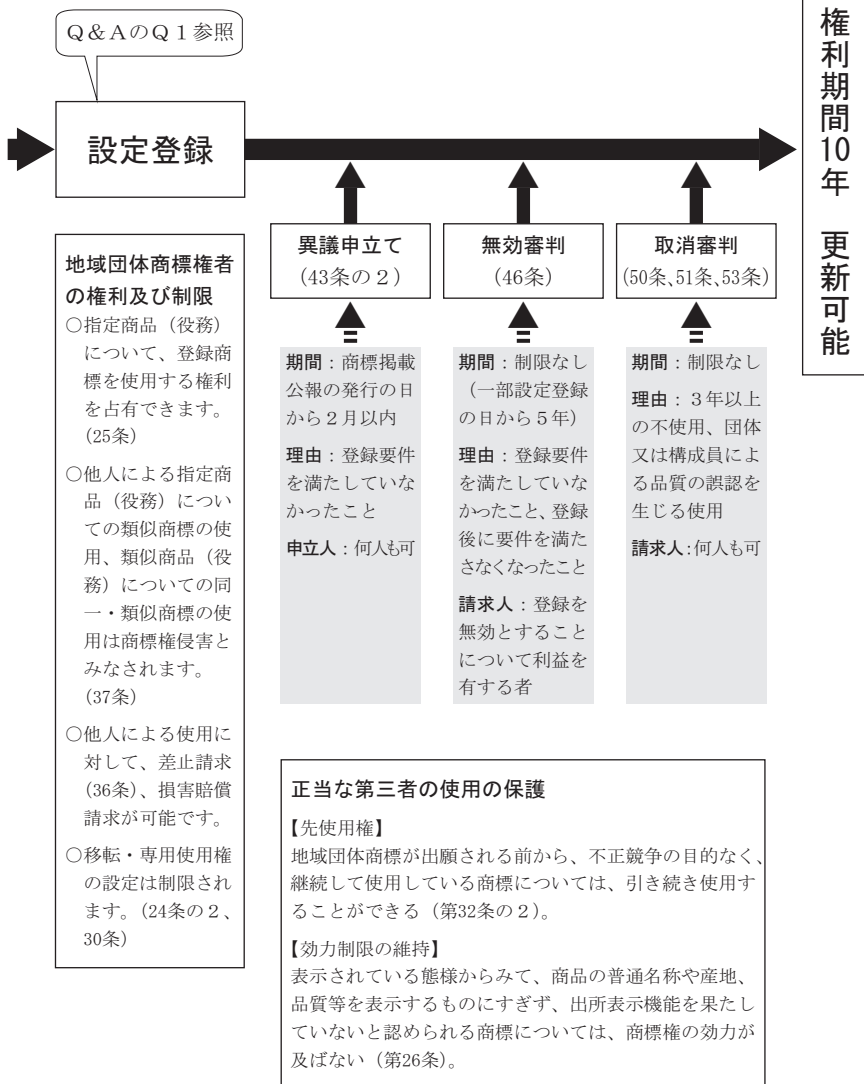 Q&AのQ1参照
設定登録
権利期間10年　更新可能
地域団体商標権者
の権利及び制限
○指定商品（役務）
について、登録商
標を使用する権利
を占有できます。
(25条)
○他人による指定商
品（役務）につい
ての類似商標の使
用、類似商品（役
務）についての同
一・類似商標の使
用は商標権侵害と
みなされます。
(37条)
○他人による使用に
対して、差止請求
(36条)、損害賠償
請求が可能です。
○移転・専用使用権
の設定は制限され
ます。(24条の２、
30条)
異議申立て
(43条の２)
期間：商標掲載
公報の発行の日
から２月以内
理由：登録要件
を満たしていな
かったこと
申立人：何人も可
無効審判
(46条)
期間：制限なし
（一部設定登録
の日から５年）
理由：登録要件
を満たしていな
かったこと、登録
後に要件を満た
さなくなったこと
請求人：登録を
無効とすること
について利益を
有する者
取消審判
(50条、51条、53条)
期間：制限なし
理由：３年以上
の不使用、団体
又は構成員によ
る品質の誤認を
生じる使用
請求人：何人も可
正当な第三者の使用の保護
【先使用権】
地域団体商標が出願される前から、不正競争の目的なく、
継続して使用している商標については、引き続き使用す
ることができる（第32条の２）。
【効力制限の維持】
表示されている態様からみて、商品の普通名称や産地、
品質等を表示するものにすぎず、出所表示機能を果たし
ていないと認められる商標については、商標権の効力が
及ばない（第26条）。